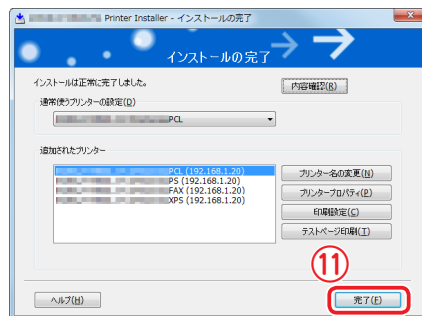 Printer Installer - インストールの完了
インストールの完了
インストールは正常に完了しました。
内容確認(R)
通常使うプリンターの設定(D)
PCL
追加されたプリンター
PCL (192.168.1.20)
PS (192.168.1.20)
FAX (192.168.1.20)
XPS (192.168.1.20)
プリンター名の変更(N)
プリンタープロパティ(P)
印刷設定(C)
テストページ印刷(T)
⑪
ヘルプ(H)
完了(F)